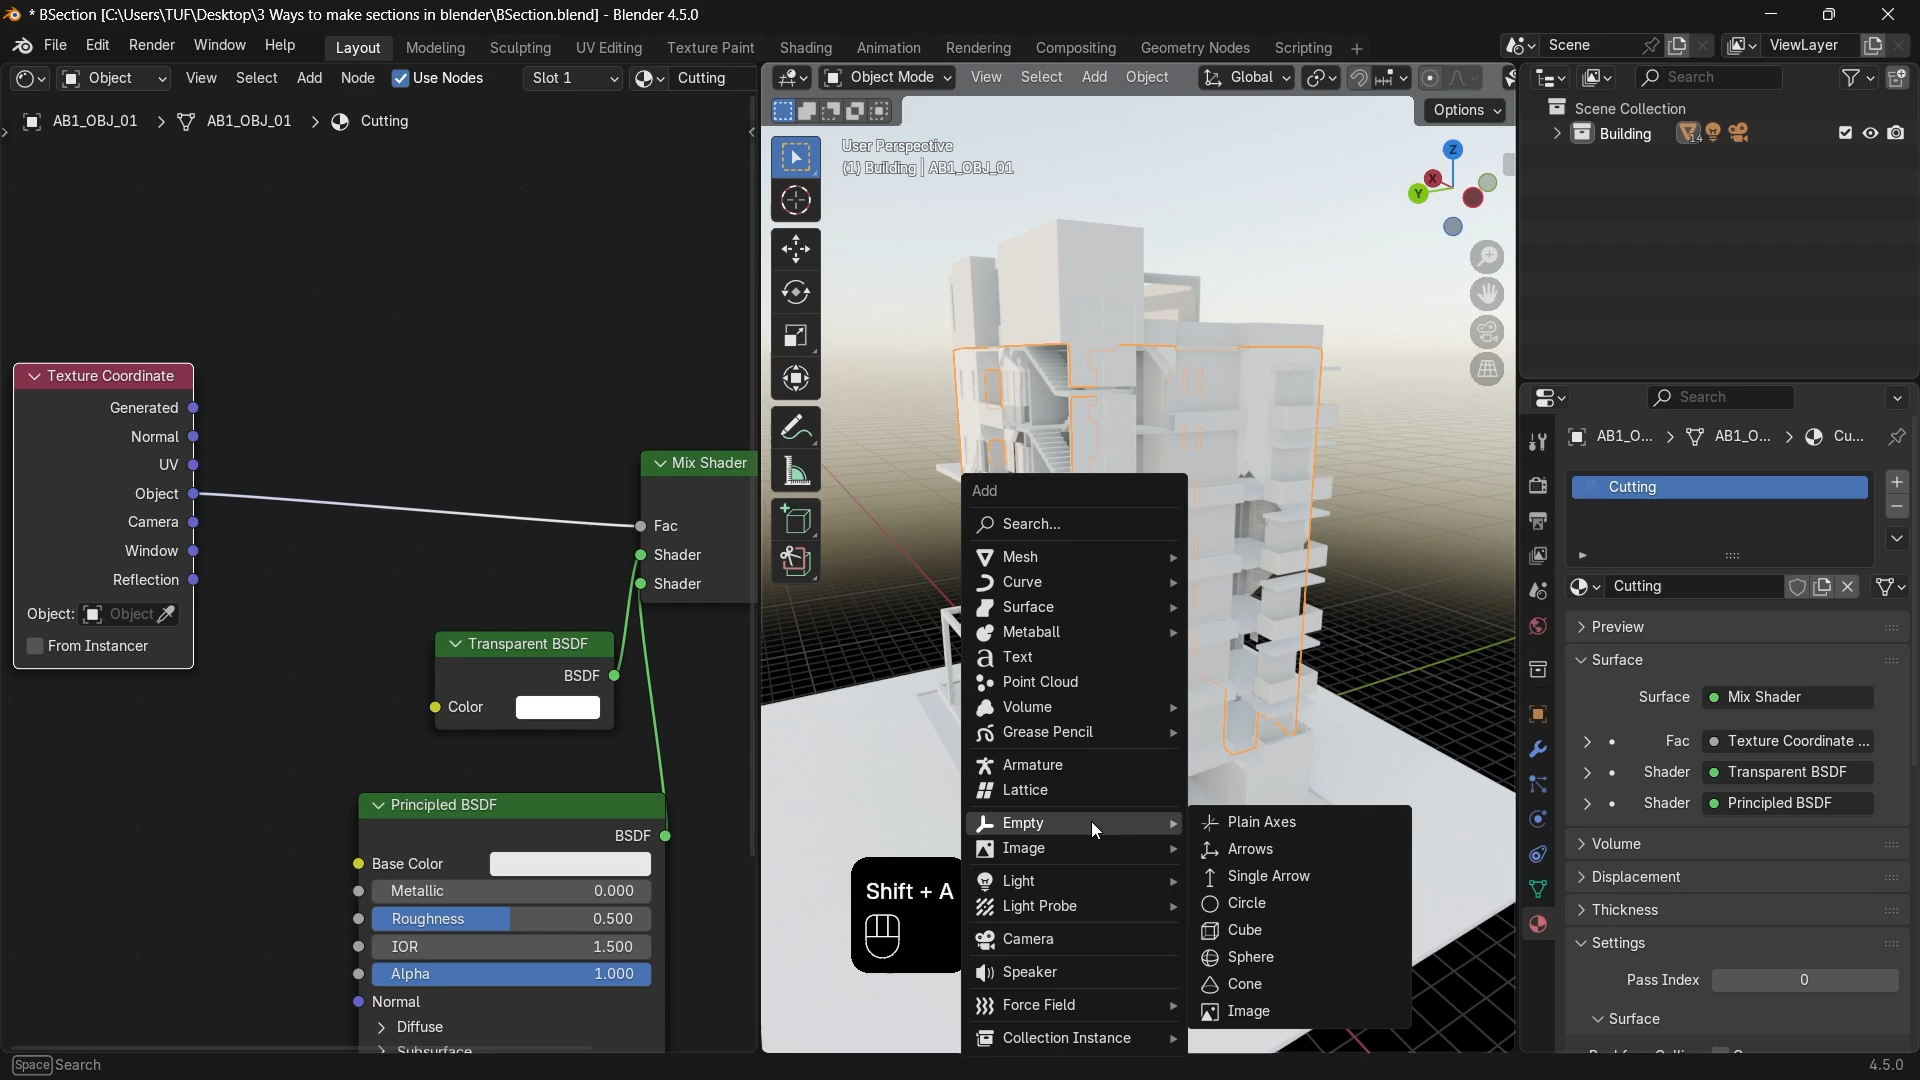 * BSection [C:\Users\TUF\Desktop\3 Ways to make sections in blender\BSection.blend] - Blender 4.5.0
File Edit Render Window Help Layout Modeling Sculpting UV Editing Texture Paint Shading Animation Rendering Compositing Geometry Nodes Scripting + Scene ViewLayer
Object View Select Add Node Use Nodes Slot 1 Cutting
Object Mode View Select Add Object Global
Search
Options
AB1_OBJ_01 > AB1_OBJ_01 > Cutting
User Perspective
(1) Building | AB1_OBJ_01
Z
X
Y
Scene Collection
Building 14
Texture Coordinate
Generated
Normal
UV
Object
Camera
Window
Reflection
Object: Object
From Instancer
Mix Shader
Fac
Shader
Shader
Transparent BSDF
BSDF
Color
Principled BSDF
BSDF
Base Color
Metallic 0.000
Roughness 0.500
IOR 1.500
Alpha 1.000
Normal
Diffuse
Subsurface
Add
Search...
Mesh
Curve
Surface
Metaball
Text
Point Cloud
Volume
Grease Pencil
Armature
Lattice
Empty
Image
Light
Light Probe
Camera
Speaker
Force Field
Collection Instance
Plain Axes
Arrows
Single Arrow
Circle
Cube
Sphere
Cone
Image
Shift + A
Search
AB1_O... > AB1_O... > Cu...
Cutting
Cutting
Preview
Surface
Surface Mix Shader
Fac Texture Coordinate ...
Shader Transparent BSDF
Shader Principled BSDF
Volume
Displacement
Thickness
Settings
Pass Index 0
Surface
Space Search
4.5.0